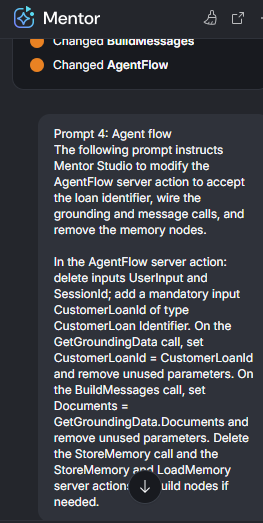 Mentor
Changed BuildMessages
Changed AgentFlow
Prompt 4: Agent flow
The following prompt instructs
Mentor Studio to modify the
AgentFlow server action to accept
the loan identifier, wire the
grounding and message calls, and
remove the memory nodes.
In the AgentFlow server action:
delete inputs UserInput and
SessionId; add a mandatory input
CustomerLoanId of type
CustomerLoan Identifier. On the
GetGroundingData call, set
CustomerLoanId = CustomerLoanId
and remove unused parameters. On
the BuildMessages call, set
Documents =
GetGroundingData.Documents and
remove unused parameters. Delete
the StoreMemory call and the
StoreMemory and LoadMemory
server actions uild nodes if
needed.